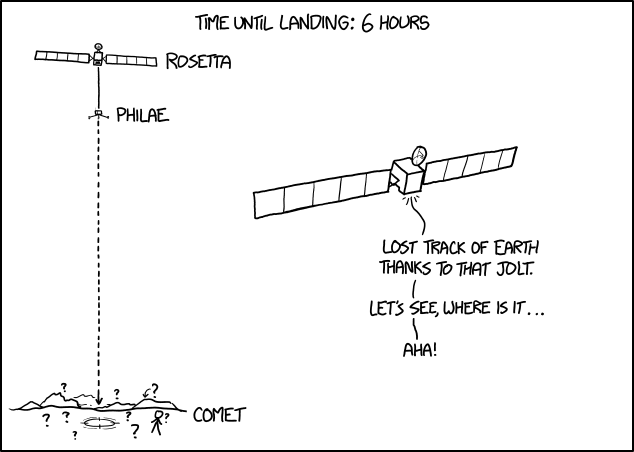 TIME UNTIL LANDING: 6 HOURS
ROSETTA
PHILAE
LOST TRACK OF EARTH
THANKS TO THAT JOLT.
LET'S SEE, WHERE IS IT...
AHA!
? ? ?
? ? ? ?
? ?
COMET